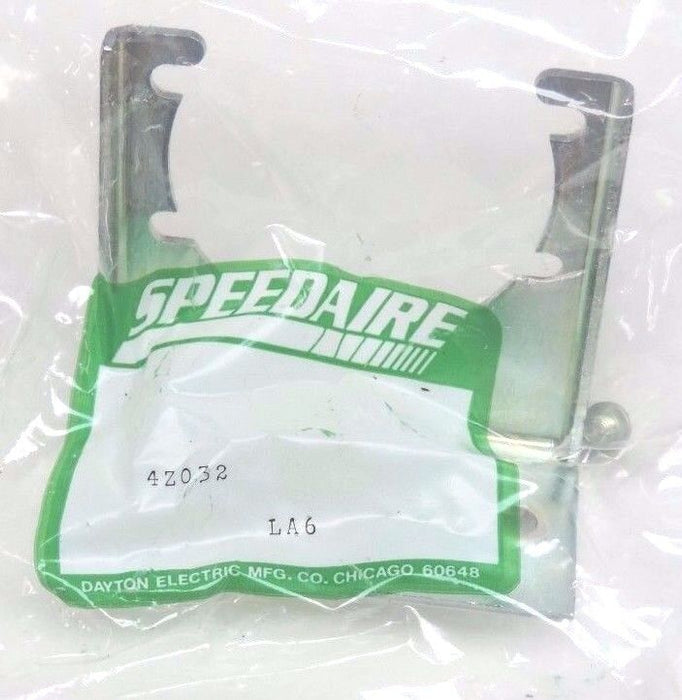 SPEEDAIRE
4Z032
LA6
DAYTON ELECTRIC MFG. CO. CHICAGO 60648